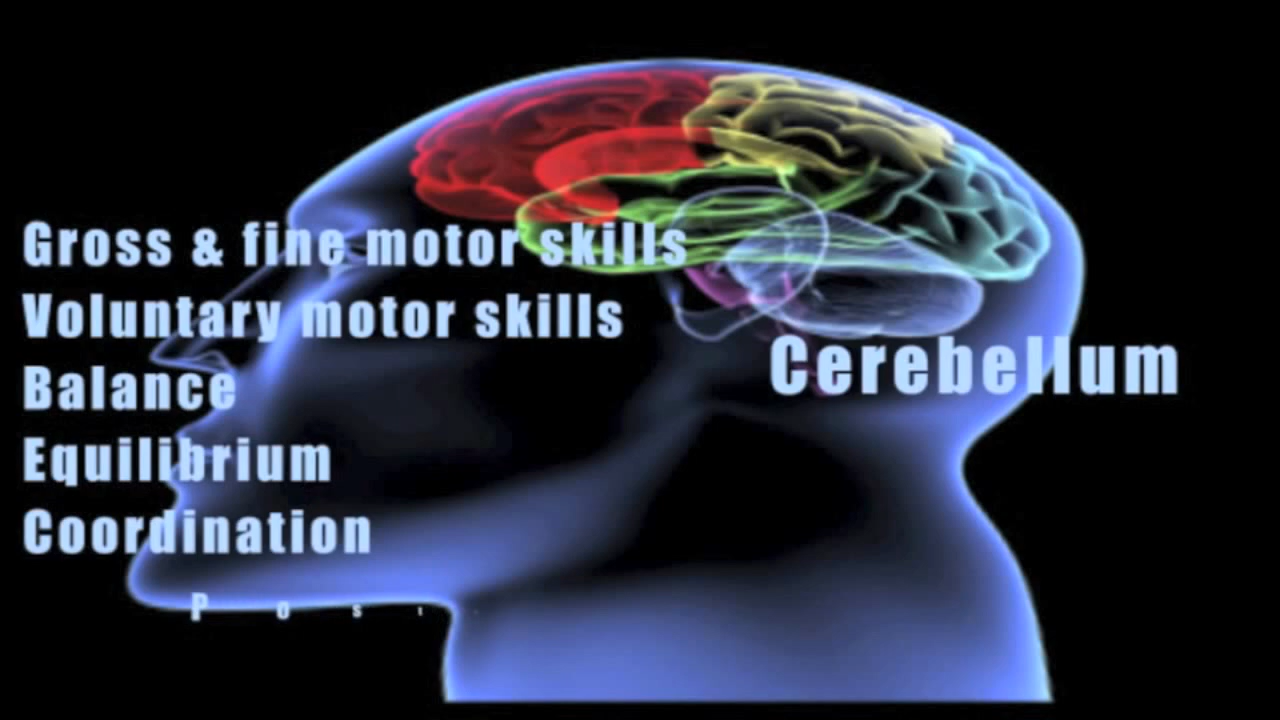 Gross & fine motor skills
Voluntary motor skills
Balance
Cerebellum
Equilibrium
Coordination
P o s